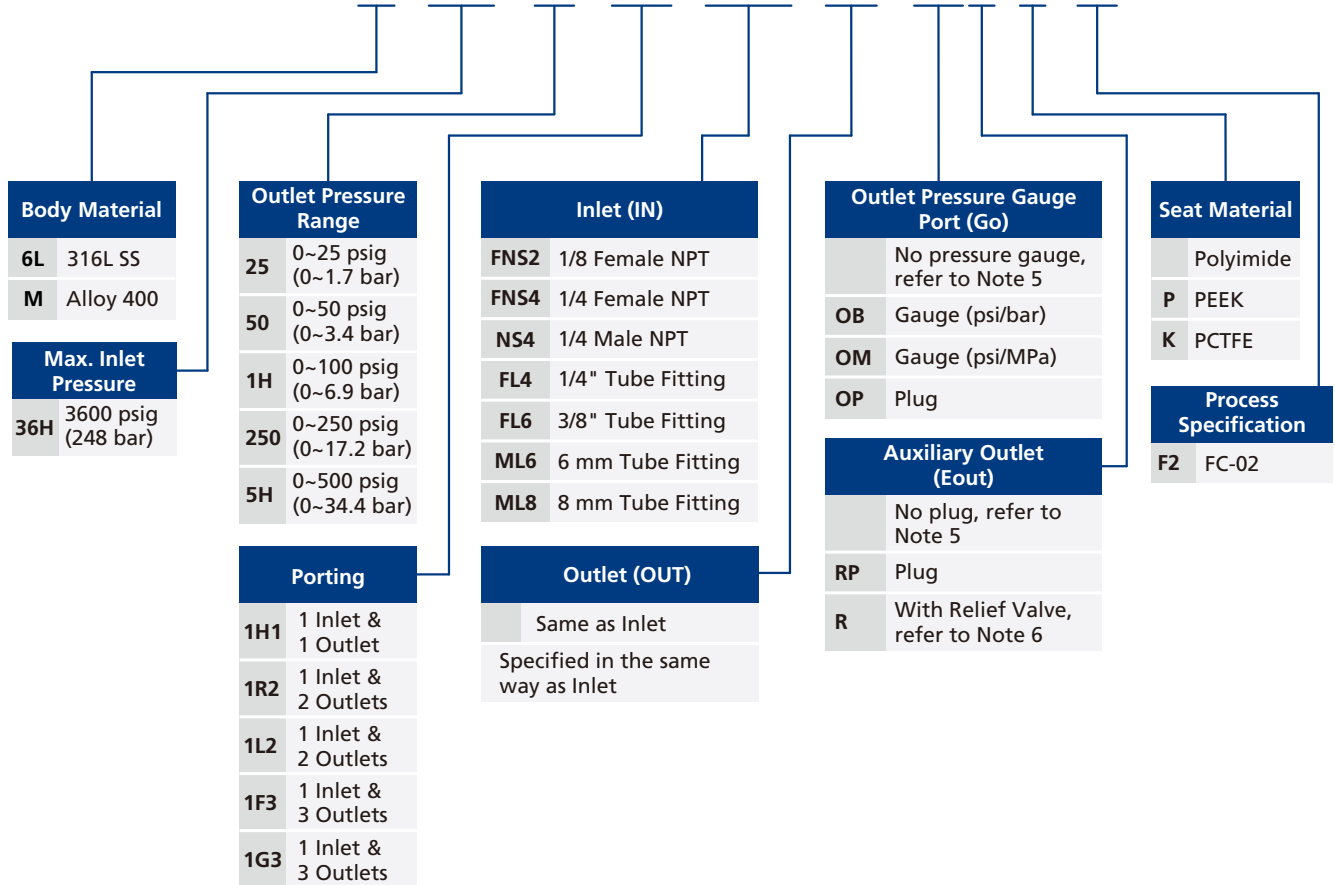 Body Material
6L 316L SS
M Alloy 400
Max. Inlet
Pressure
36H 3600 psig
(248 bar)
Outlet Pressure
Range
25 0~25 psig
(0~1.7 bar)
50 0~50 psig
(0~3.4 bar)
1H 0~100 psig
(0~6.9 bar)
250 0~250 psig
(0~17.2 bar)
5H 0~500 psig
(0~34.4 bar)
Porting
1H1 1 Inlet &
1 Outlet
1R2 1 Inlet &
2 Outlets
1L2 1 Inlet &
2 Outlets
1F3 1 Inlet &
3 Outlets
1G3 1 Inlet &
3 Outlets
Inlet (IN)
FNS2 1/8 Female NPT
FNS4 1/4 Female NPT
NS4 1/4 Male NPT
FL4 1/4" Tube Fitting
FL6 3/8" Tube Fitting
ML6 6 mm Tube Fitting
ML8 8 mm Tube Fitting
Outlet (OUT)
Same as Inlet
Specified in the same
way as Inlet
Outlet Pressure Gauge
Port (Go)
No pressure gauge,
refer to Note 5
OB Gauge (psi/bar)
OM Gauge (psi/MPa)
OP Plug
Auxiliary Outlet
(Eout)
No plug, refer to
Note 5
RP Plug
R With Relief Valve,
refer to Note 6
Seat Material
Polyimide
P PEEK
K PCTFE
Process
Specification
F2 FC-02